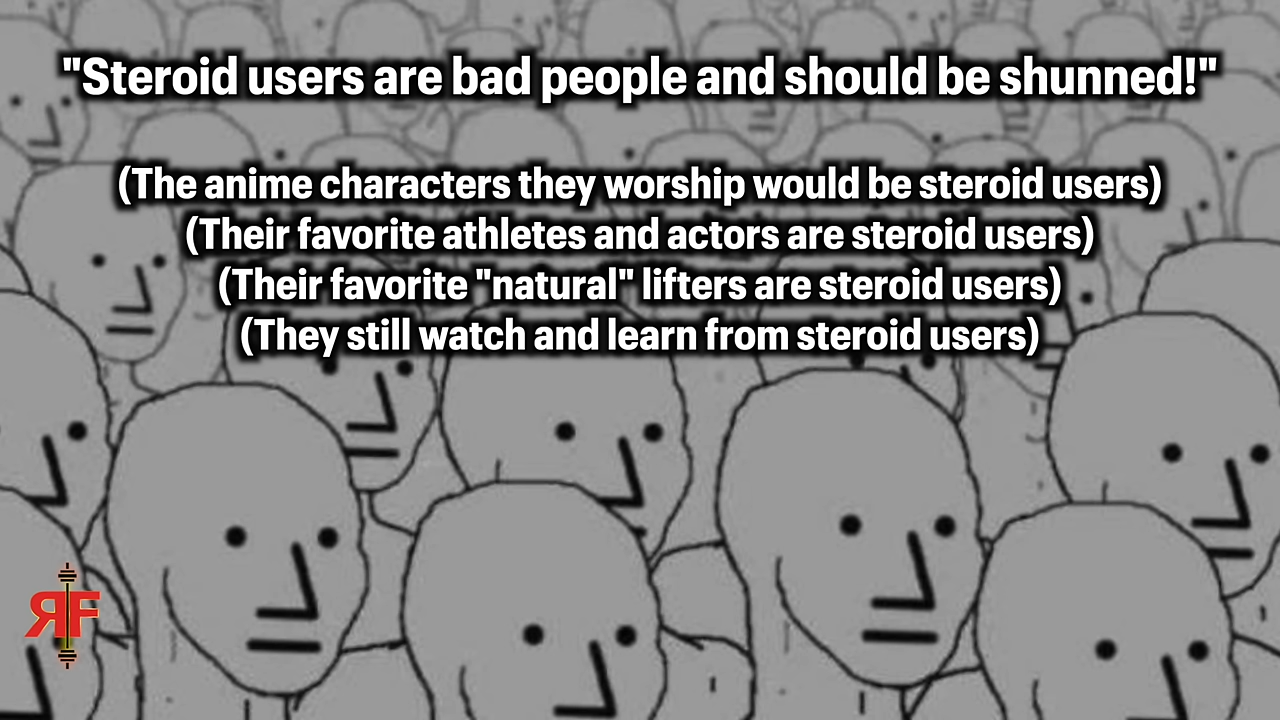 "Steroid users are bad people and should be shunned!"
(The anime characters they worship would be steroid users)
(Their favorite athletes and actors are steroid users)
(Their favorite "natural" lifters are steroid users)
(They still watch and learn from steroid users)
ЯF